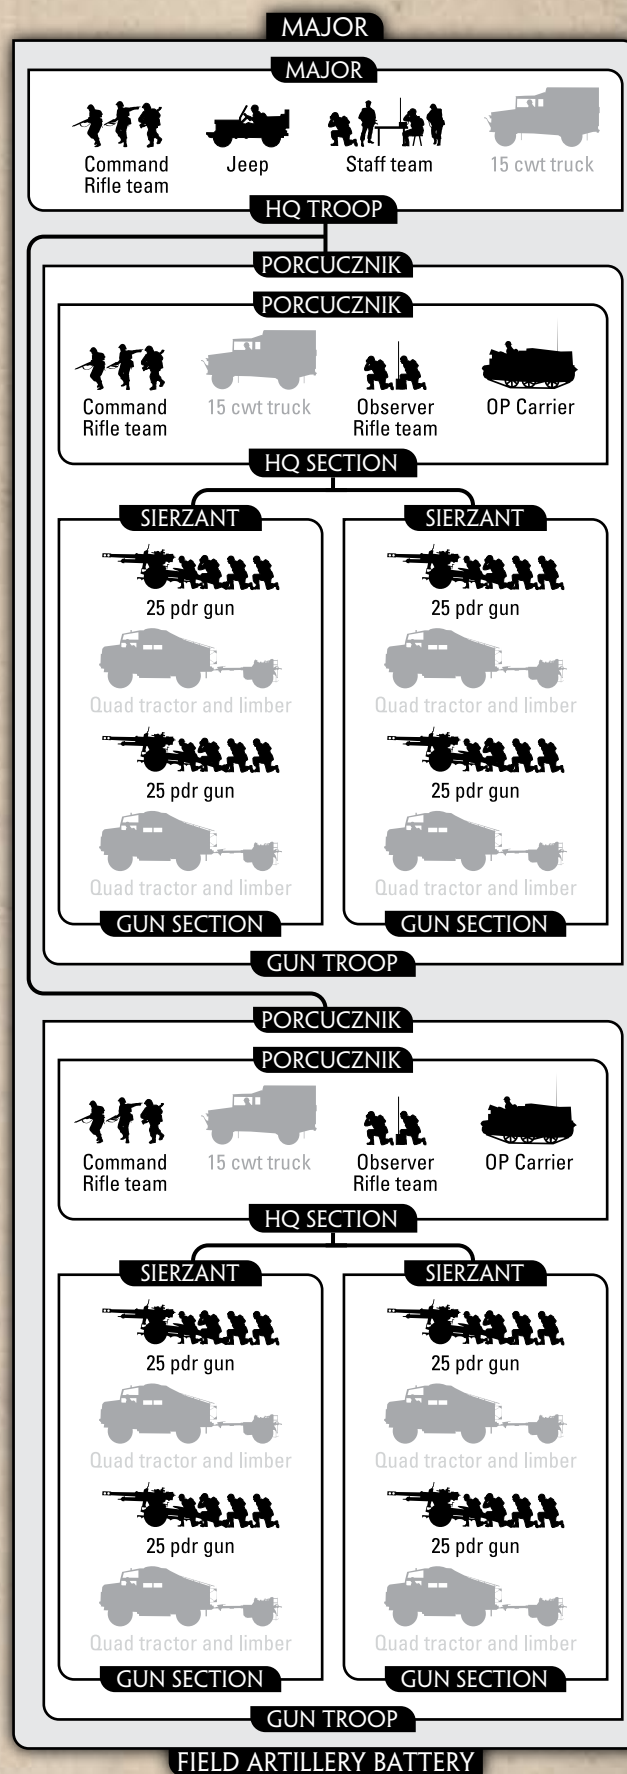 MAJOR
MAJOR
Command
Rifle team
Jeep
Staff team
15 cwt truck
HQ TROOP
PORCUCZNIK
PORCUCZNIK
Command
Rifle team
15 cwt truck
Observer
Rifle team
OP Carrier
HQ SECTION
SIERZANT
25 pdr gun
Quad tractor and limber
25 pdr gun
Quad tractor and limber
GUN SECTION
SIERZANT
25 pdr gun
Quad tractor and limber
25 pdr gun
Quad tractor and limber
GUN SECTION
GUN TROOP
PORCUCZNIK
PORCUCZNIK
Command
Rifle team
15 cwt truck
Observer
Rifle team
OP Carrier
HQ SECTION
SIERZANT
25 pdr gun
Quad tractor and limber
25 pdr gun
Quad tractor and limber
GUN SECTION
SIERZANT
25 pdr gun
Quad tractor and limber
25 pdr gun
Quad tractor and limber
GUN SECTION
GUN TROOP
FIELD ARTILLERY BATTERY